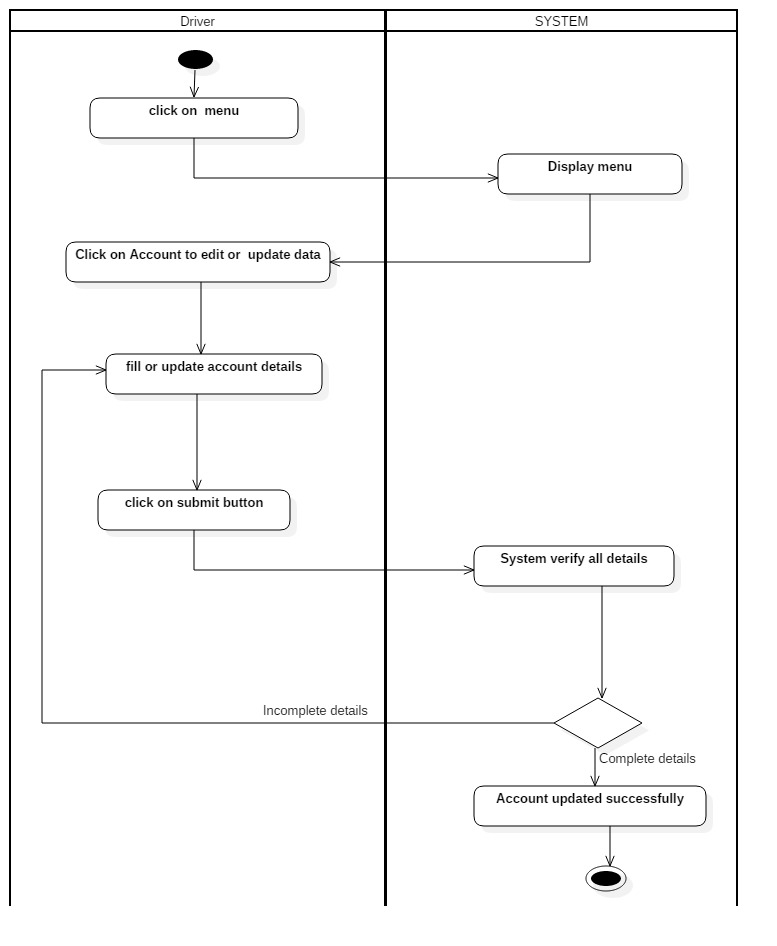 Driver
SYSTEM
click on  menu
Display menu
Click on Account to edit or  update data
fill or update account details
click on submit button
System verify all details
Incomplete details
Complete details
Account updated successfully